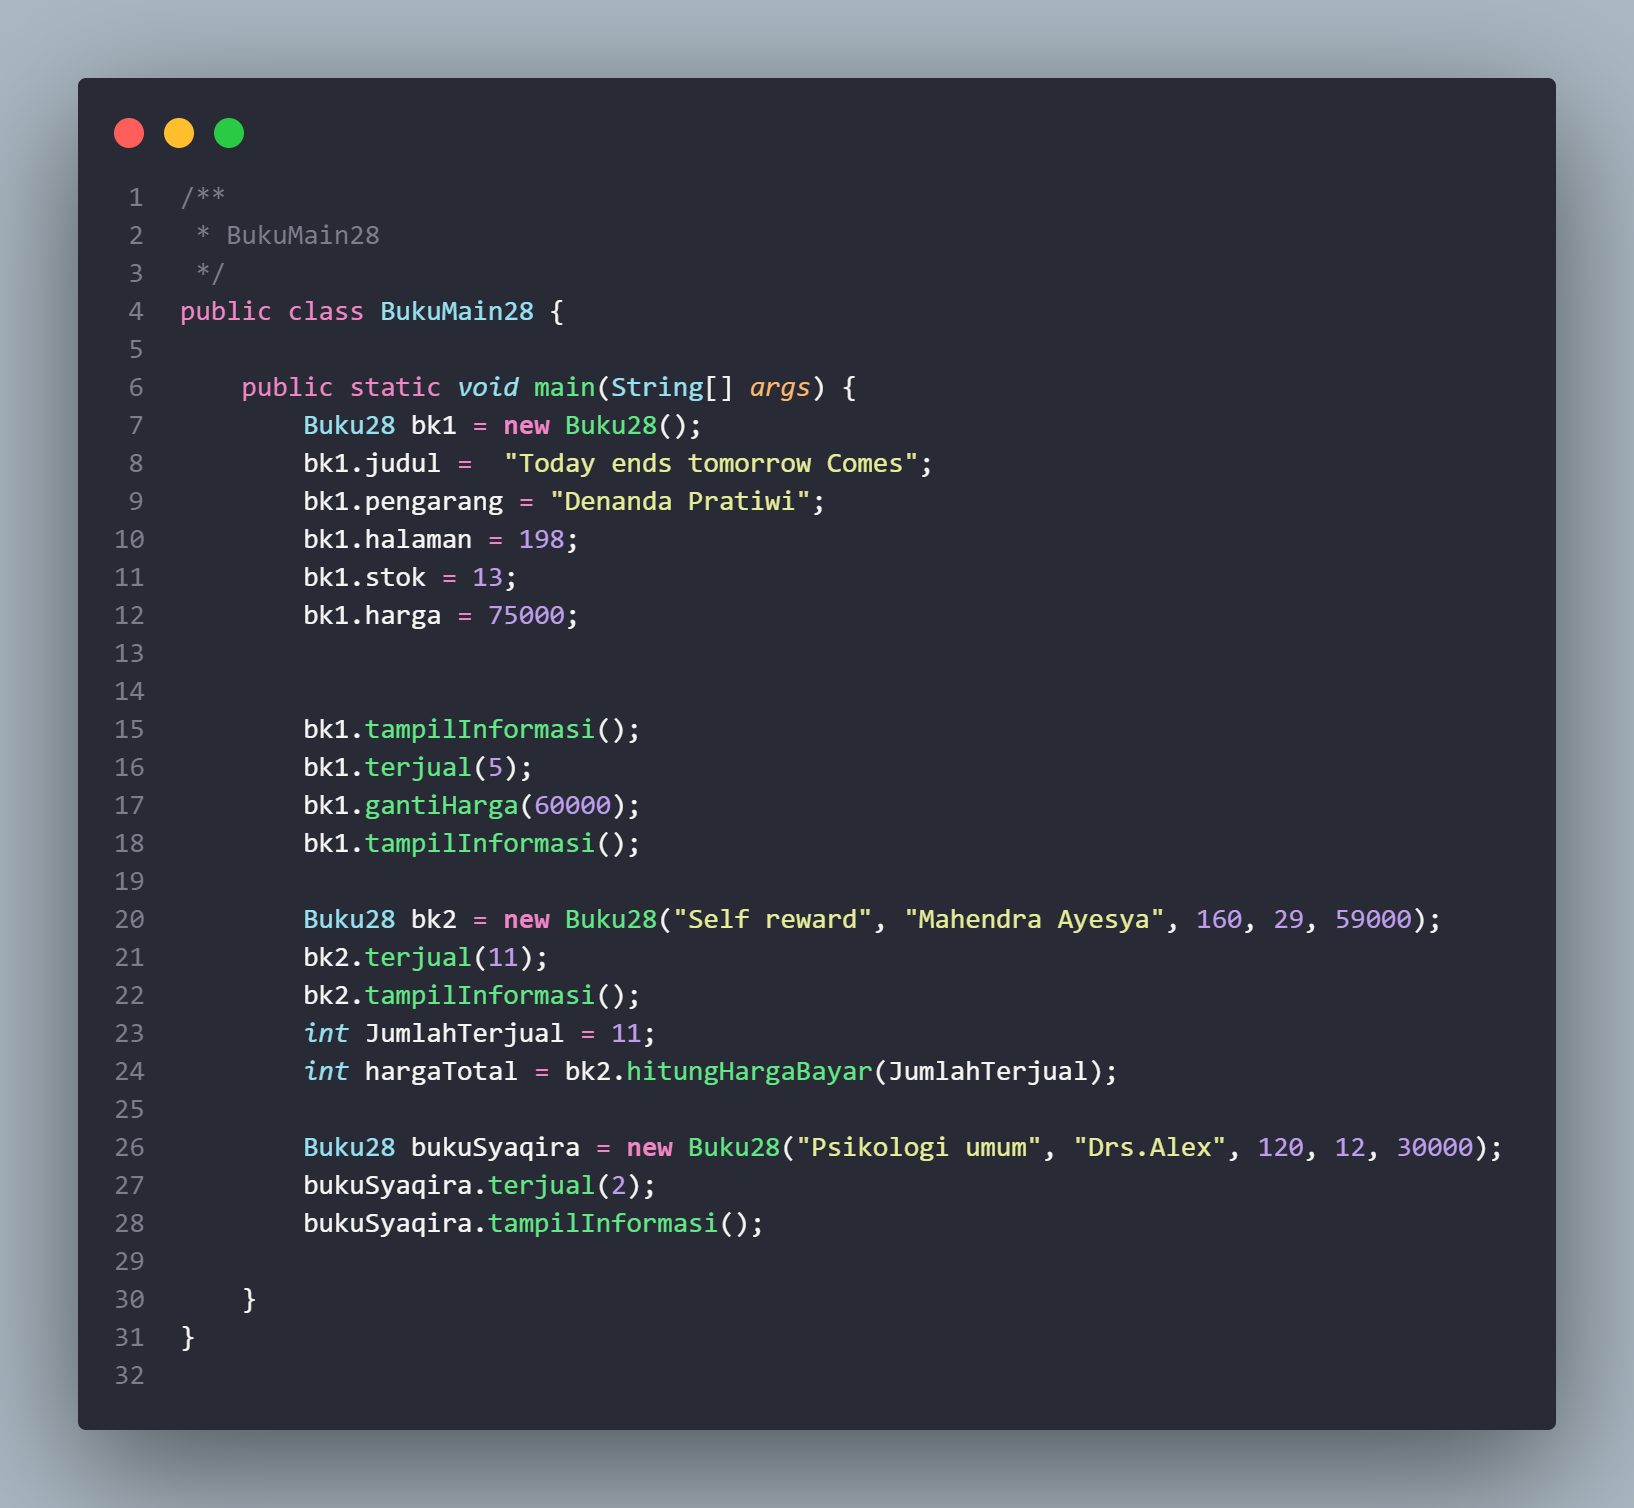 1 /**
2  * BukuMain28
3  */
4 public class BukuMain28 {
5
6     public static void main(String[] args) {
7         Buku28 bk1 = new Buku28();
8         bk1.judul =  "Today ends tomorrow Comes";
9         bk1.pengarang = "Denanda Pratiwi";
10         bk1.halaman = 198;
11         bk1.stok = 13;
12         bk1.harga = 75000;
13
14
15         bk1.tampilInformasi();
16         bk1.terjual(5);
17         bk1.gantiHarga(60000);
18         bk1.tampilInformasi();
19
20         Buku28 bk2 = new Buku28("Self reward", "Mahendra Ayesya", 160, 29, 59000);
21         bk2.terjual(11);
22         bk2.tampilInformasi();
23         int JumlahTerjual = 11;
24         int hargaTotal = bk2.hitungHargaBayar(JumlahTerjual);
25
26         Buku28 bukuSyaqira = new Buku28("Psikologi umum", "Drs.Alex", 120, 12, 30000);
27         bukuSyaqira.terjual(2);
28         bukuSyaqira.tampilInformasi();
29
30     }
31 }
32